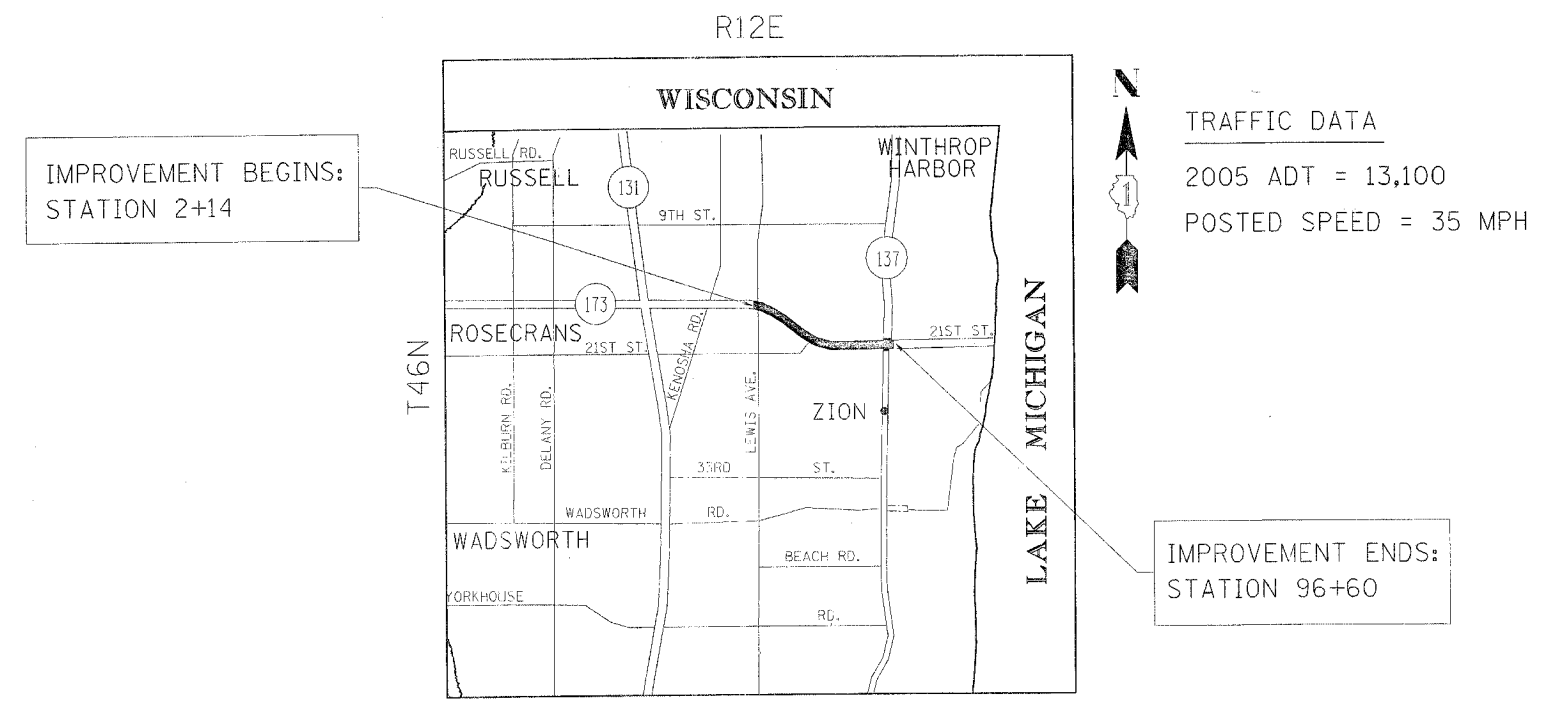 R12E
WISCONSIN
N
TRAFFIC DATA
2005 ADT = 13,100
POSTED SPEED = 35 MPH
1
IMPROVEMENT BEGINS:
STATION 2+14
RUSSELL RD.
RUSSELL
131
WINTHROP
HARBOR
9TH ST.
137
173
ROSECRANS
21ST ST.
KENOSHA RD.
21ST ST.
T46N
KILBURN RD.
DELANY RD.
LEWIS AVE.
ZION
LAKE MICHIGAN
33RD ST.
WADSWORTH RD.
WADSWORTH
BEACH RD.
YORKHOUSE RD.
IMPROVEMENT ENDS:
STATION 96+60